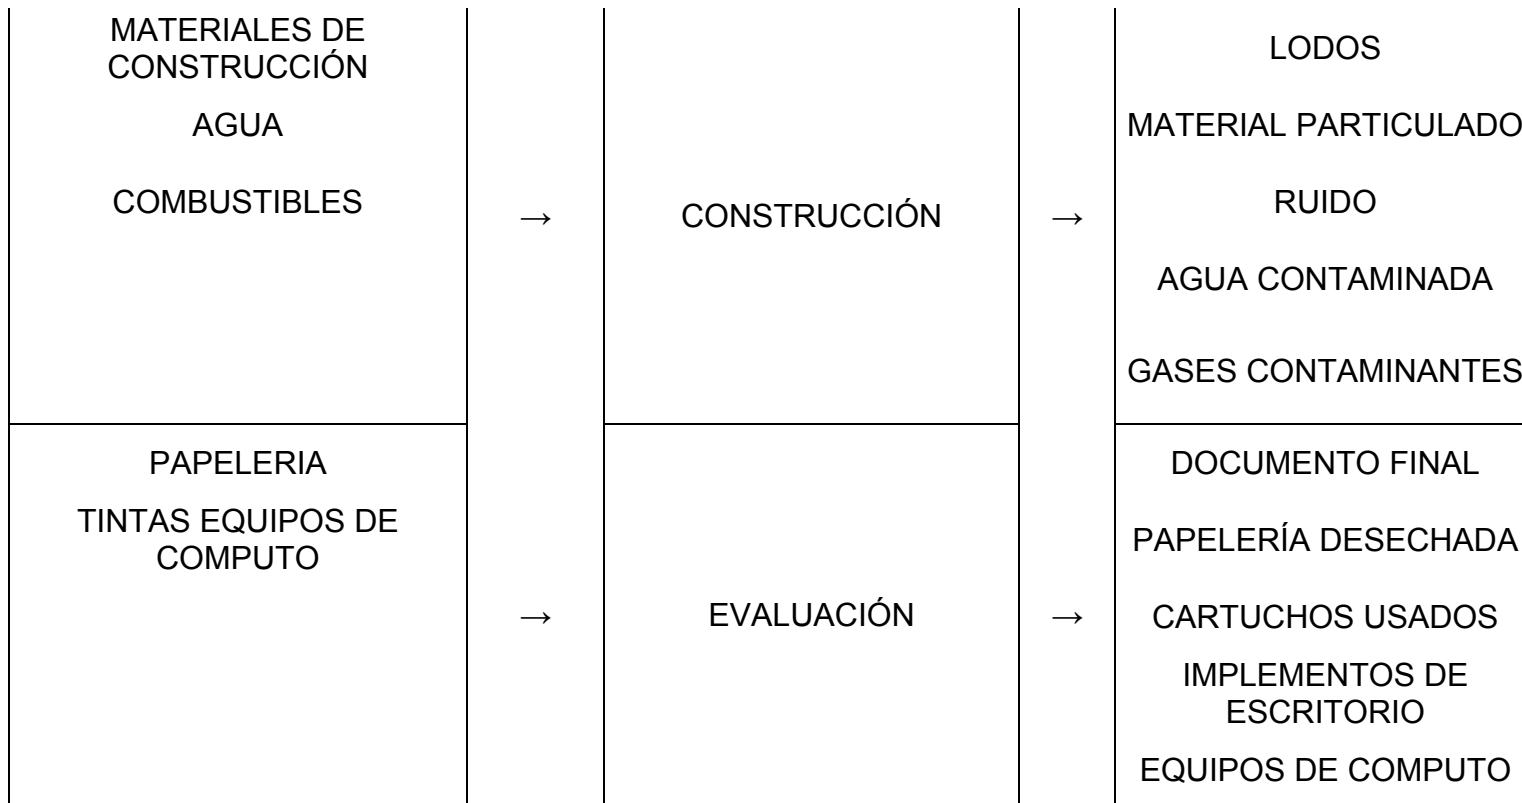 MATERIALES DE
CONSTRUCCIÓN
AGUA
COMBUSTIBLES
→
CONSTRUCCIÓN
→
LODOS
MATERIAL PARTICULADO
RUIDO
AGUA CONTAMINADA
GASES CONTAMINANTES
PAPELERIA
TINTAS EQUIPOS DE
COMPUTO
→
EVALUACIÓN
→
DOCUMENTO FINAL
PAPELERÍA DESECHADA
CARTUCHOS USADOS
IMPLEMENTOS DE
ESCRITORIO
EQUIPOS DE COMPUTO